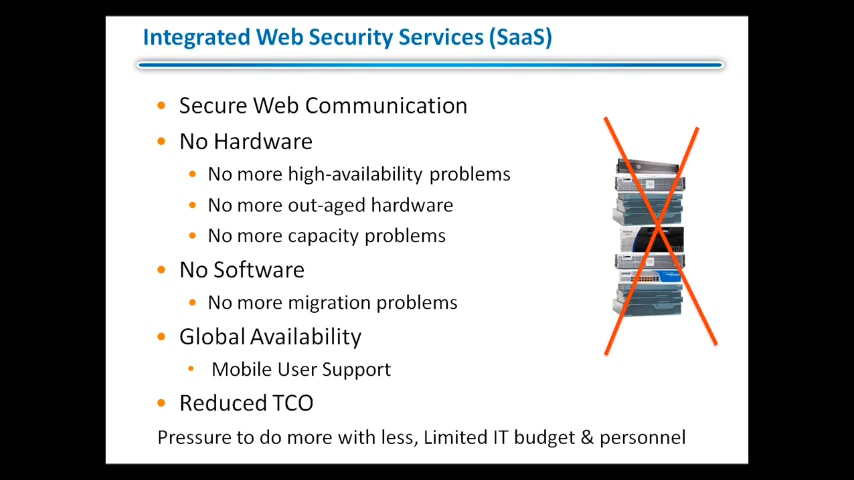 Integrated Web Security Services (SaaS)
• Secure Web Communication
• No Hardware
• No more high-availability problems
• No more out-aged hardware
• No more capacity problems
• No Software
• No more migration problems
• Global Availability
• Mobile User Support
• Reduced TCO
Pressure to do more with less, Limited IT budget & personnel